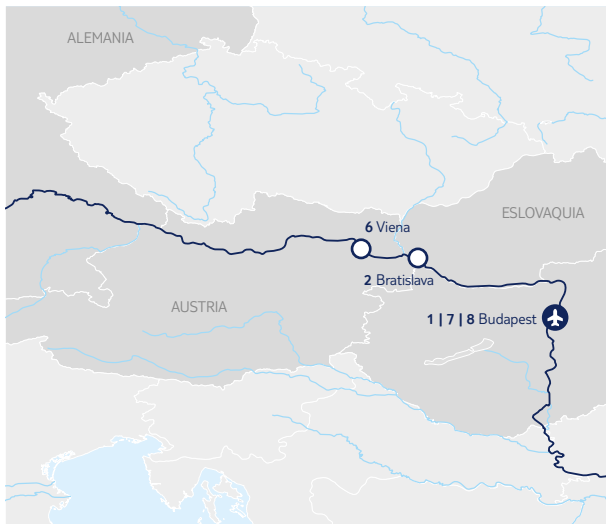 ALEMANIA
ESLOVAQUIA
6 Viena
2 Bratislava
AUSTRIA
1 | 7 | 8 Budapest